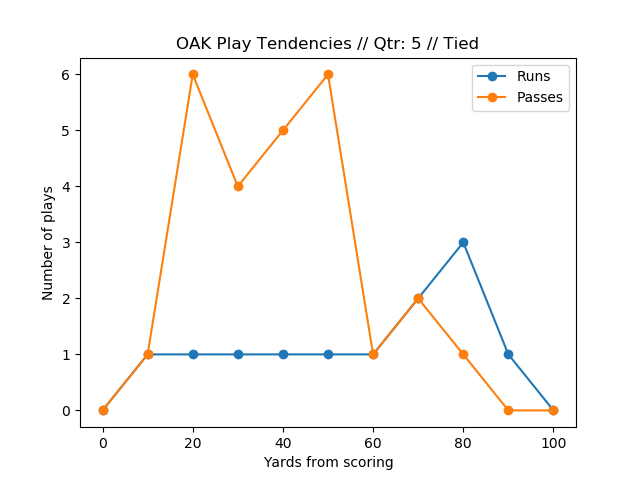 OAK Play Tendencies // Qtr: 5 // Tied
Runs
Passes
6
5
4
3
2
1
0
Number of plays
0 20 40 60 80 100
Yards from scoring